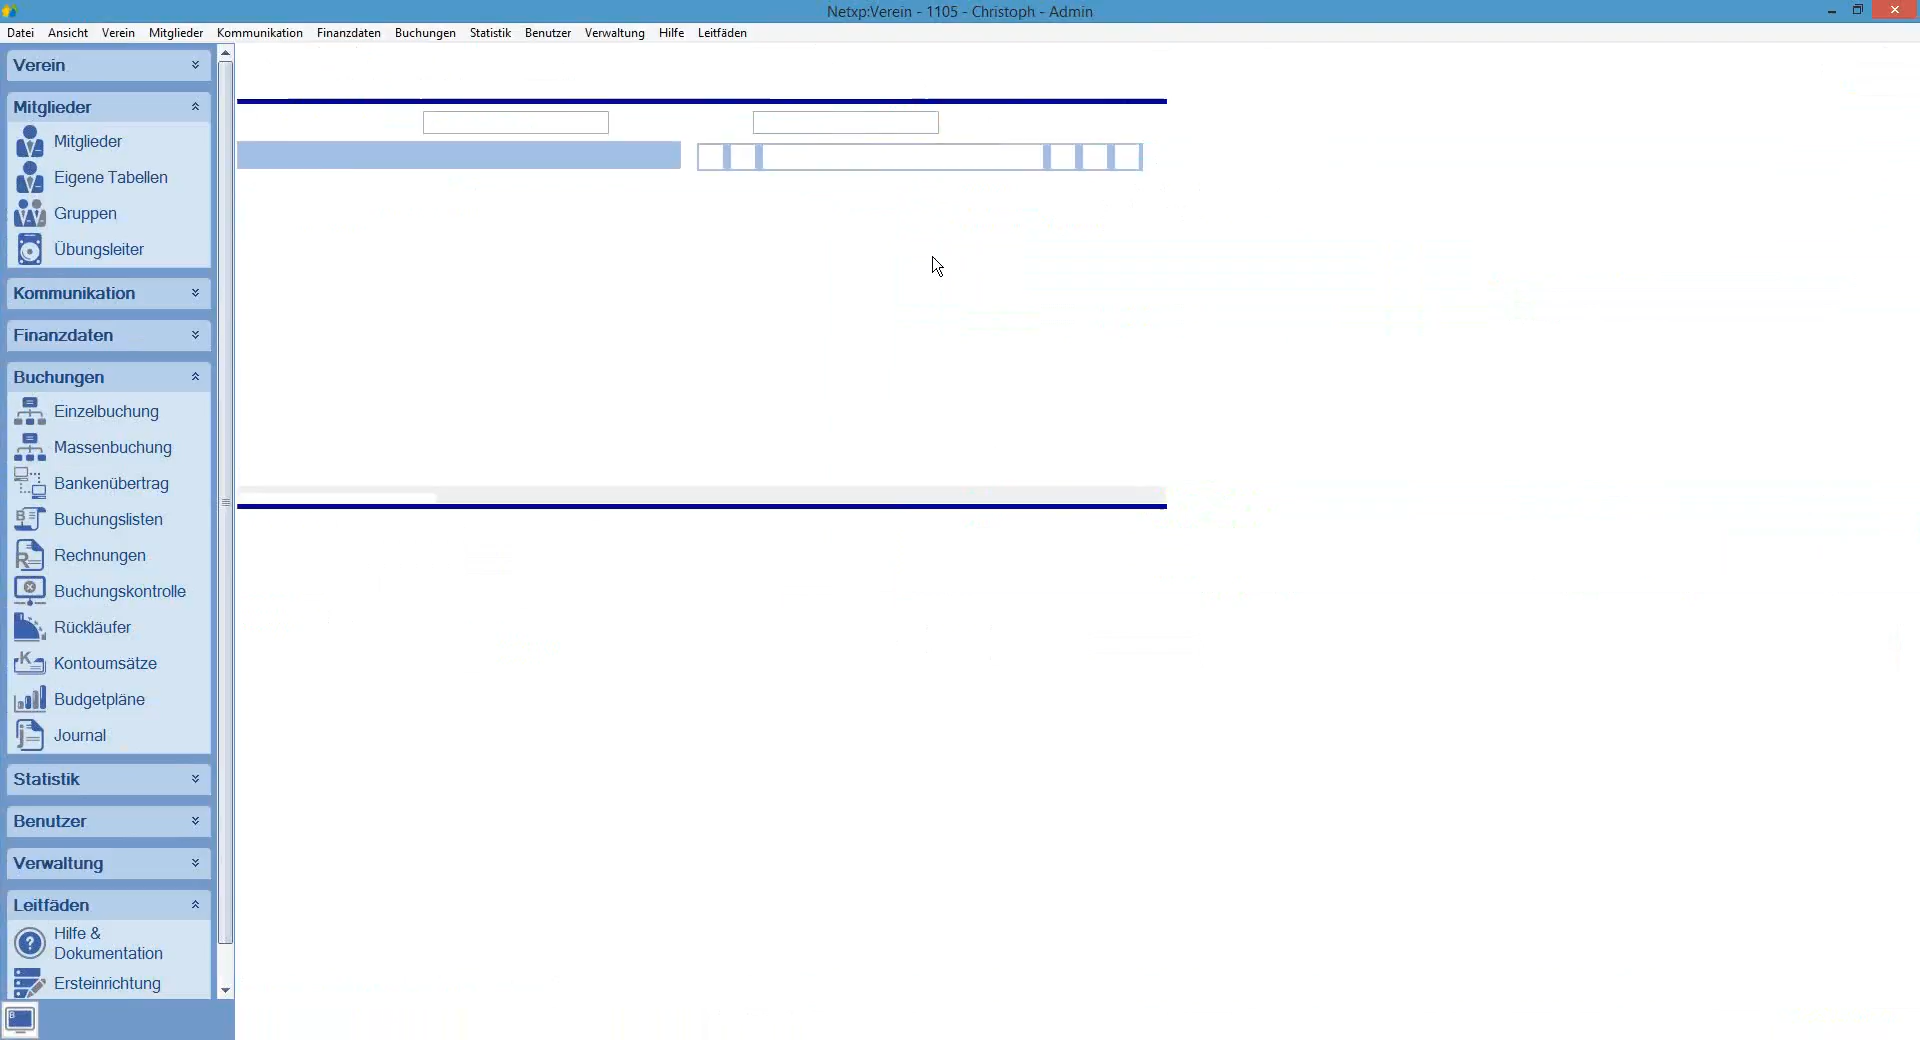 Netxp:Verein - 1105 - Christoph - Admin
Datei Ansicht Verein Mitglieder Kommunikation Finanzdaten Buchungen Statistik Benutzer Verwaltung Hilfe Leitfäden
Verein
Mitglieder
Mitglieder
Eigene Tabellen
Gruppen
Übungsleiter
Kommunikation
Finanzdaten
Buchungen
Einzelbuchung
Massenbuchung
Bankenübertrag
Buchungslisten
Rechnungen
Buchungskontrolle
Rückläufer
Kontoumsätze
Budgetpläne
Journal
Statistik
Benutzer
Verwaltung
Leitfäden
Hilfe &
Dokumentation
Ersteinrichtung